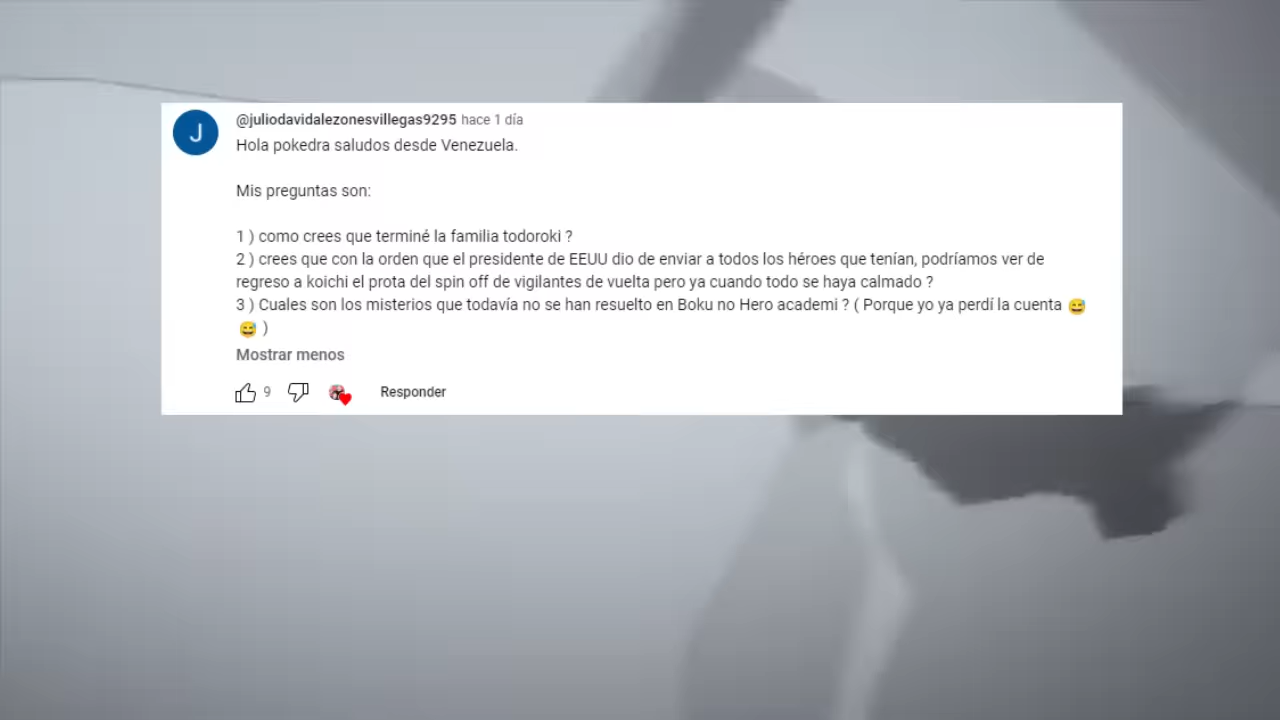 J
@juliodavidalezonesvillegas9295 hace 1 día
Hola pokedra saludos desde Venezuela.
Mis preguntas son:
1 ) como crees que terminé la familia todoroki ?
2 ) crees que con la orden que el presidente de EEUU dio de enviar a todos los héroes que tenían, podríamos ver de
regreso a koichi el prota del spin off de vigilantes de vuelta pero ya cuando todo se haya calmado ?
3 ) Cuales son los misterios que todavía no se han resuelto en Boku no Hero academi ? ( Porque yo ya perdí la cuenta 😅
😅 )
Mostrar menos
9 Responder